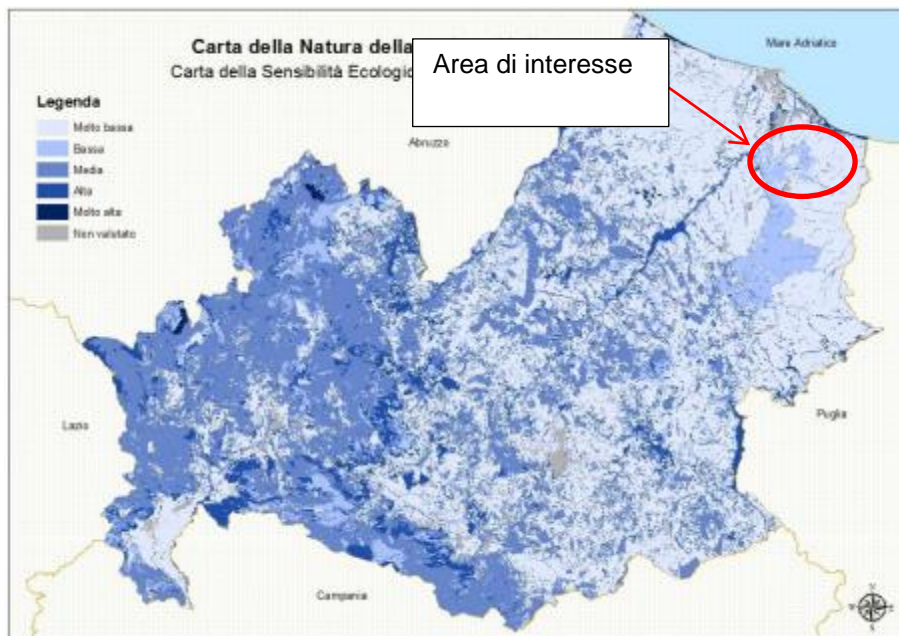 Carta della Natura della
Carta della Sensibilità Ecologic
Area di interesse
Mare Adriatico
Legenda
Molto bassa
Bassa
Media
Alta
Molto alta
Non valutato
Abruzzo
Lazio
Puglia
Campania